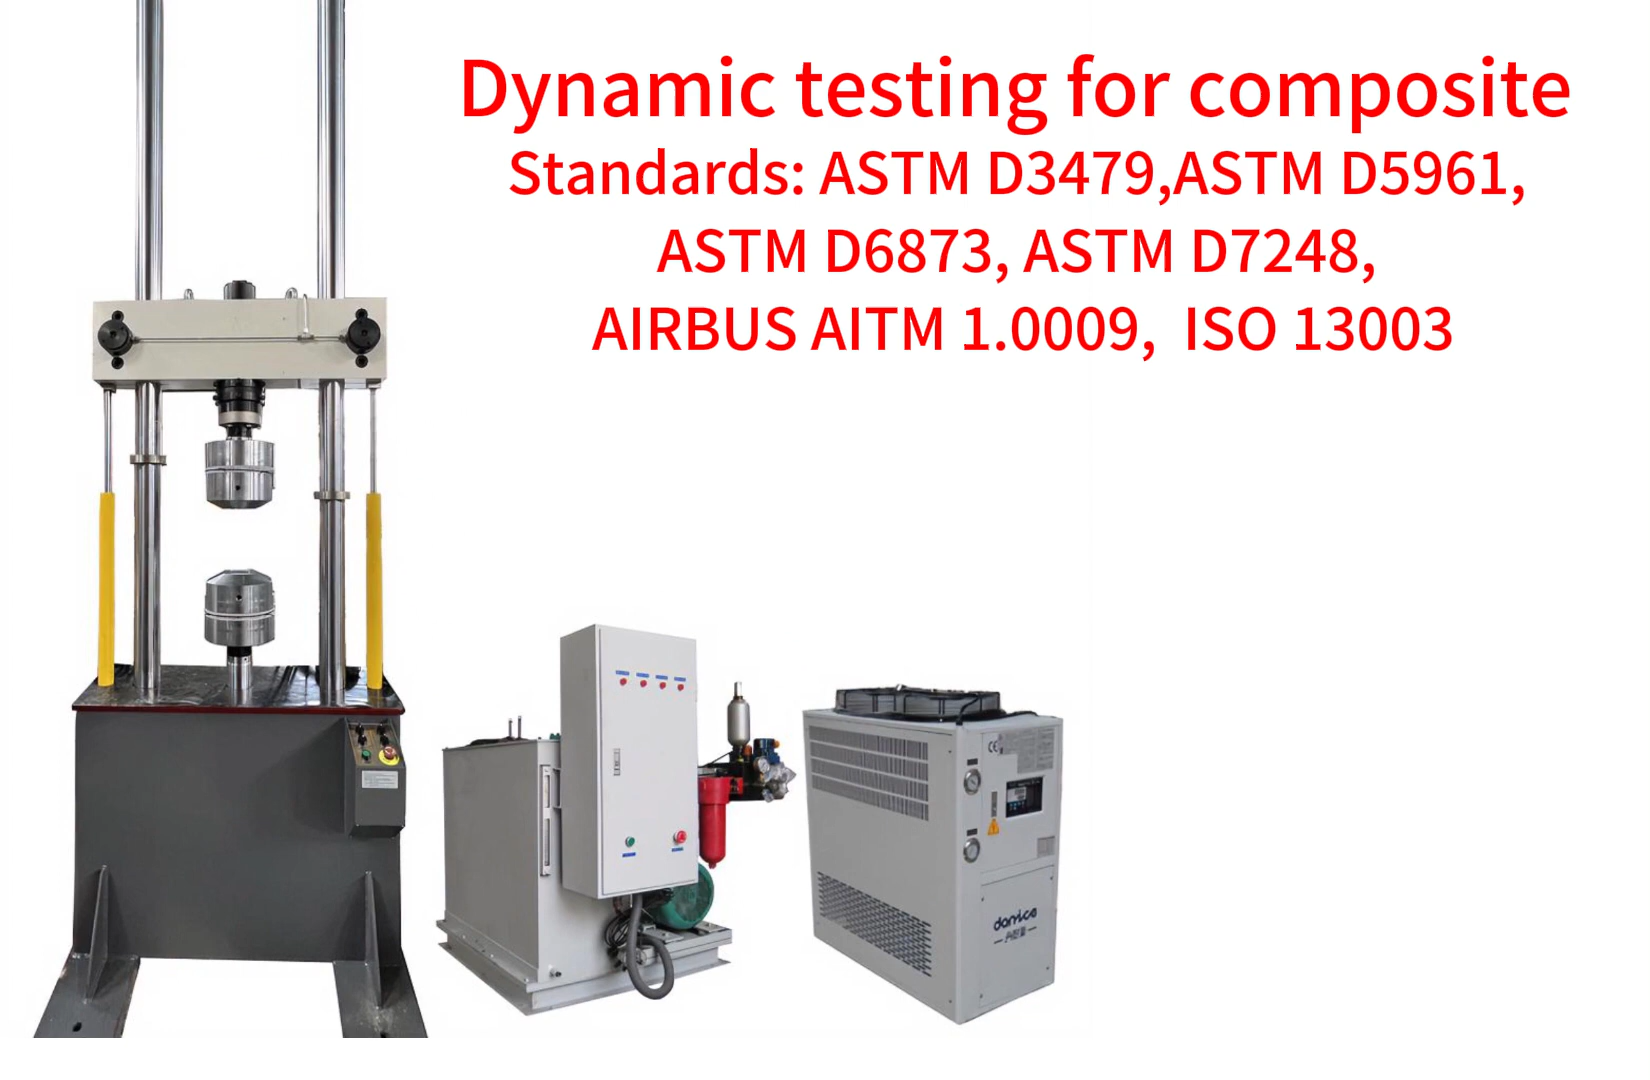 Dynamic testing for composite
Standards: ASTM D3479,ASTM D5961,
ASTM D6873, ASTM D7248,
AIRBUS AITM 1.0009,  ISO 13003
CE